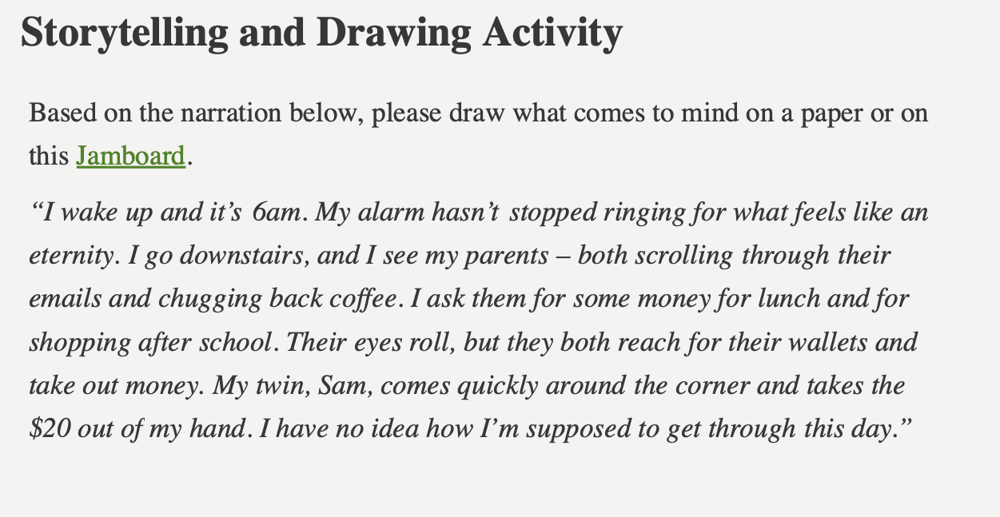 Storytelling and Drawing Activity
Based on the narration below, please draw what comes to mind on a paper or on
this Jamboard.
“I wake up and it’s 6am. My alarm hasn’t stopped ringing for what feels like an
eternity. I go downstairs, and I see my parents – both scrolling through their
emails and chugging back coffee. I ask them for some money for lunch and for
shopping after school. Their eyes roll, but they both reach for their wallets and
take out money. My twin, Sam, comes quickly around the corner and takes the
$20 out of my hand. I have no idea how I’m supposed to get through this day.”